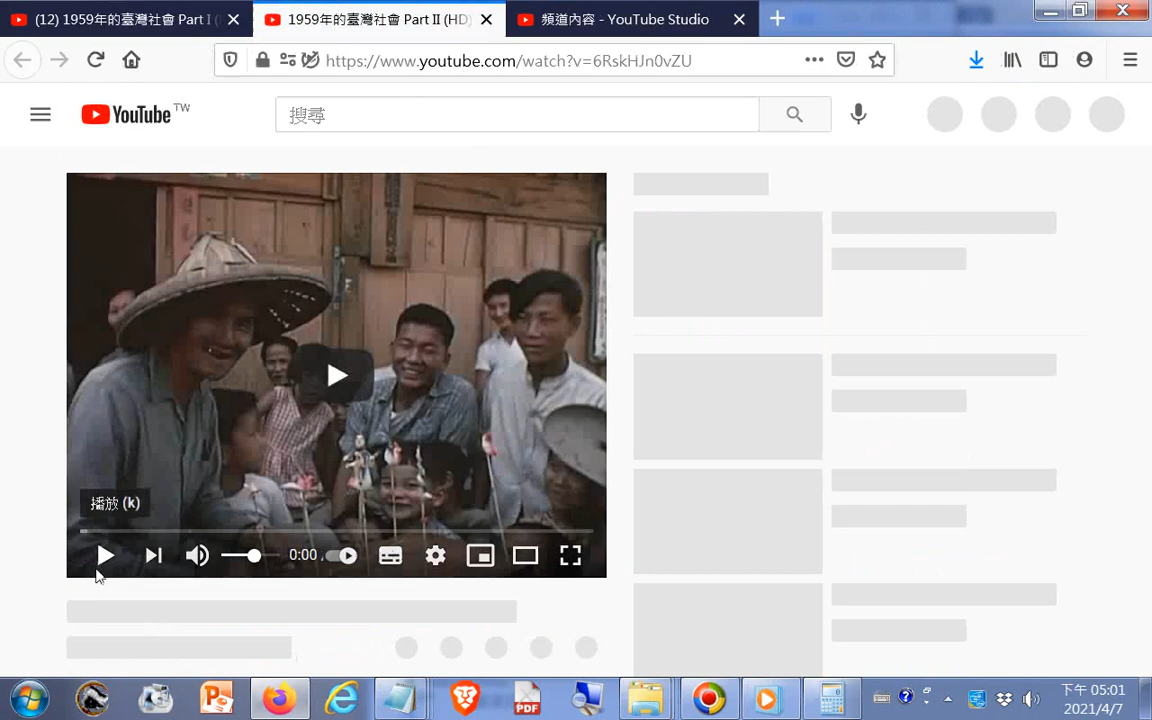 (12) 1959年的臺灣社會 Part I (
1959年的臺灣社會 Part II (HD)
頻道內容 - YouTube Studio
https://www.youtube.com/watch?v=6RskHJn0vZU
YouTube TW
搜尋
播放 (k)
0:00
PDF
下午 05:01
2021/4/7